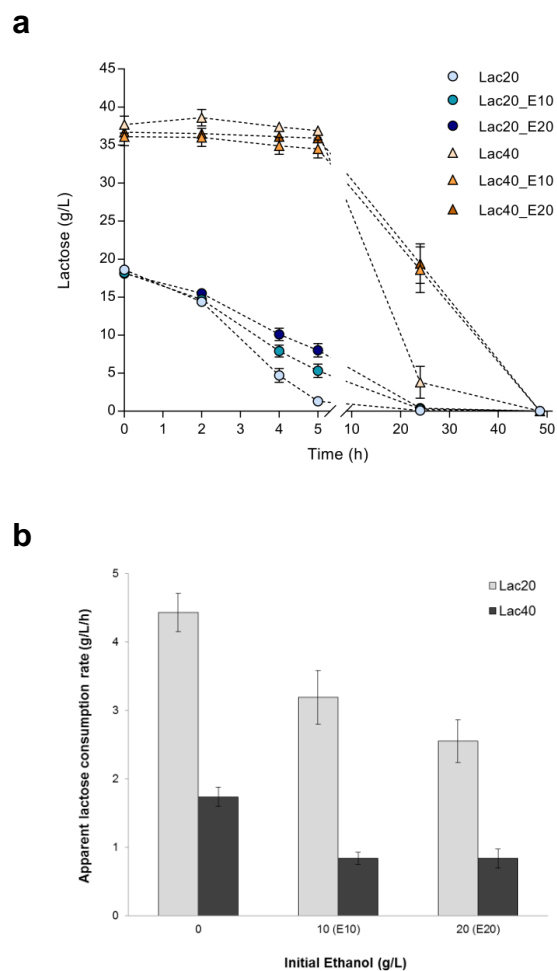 a
45
40
35
30
25
20
15
10
5
0
Lactose (g/L)
0 1 2 3 4 5 10 20 30 40 50
Time (h)
Lac20
Lac20_E10
Lac20_E20
Lac40
Lac40_E10
Lac40_E20
b
5
4
3
2
1
0
Apparent lactose consumption rate (g/L/h)
Lac20
Lac40
0 10 (E10) 20 (E20)
Initial Ethanol (g/L)